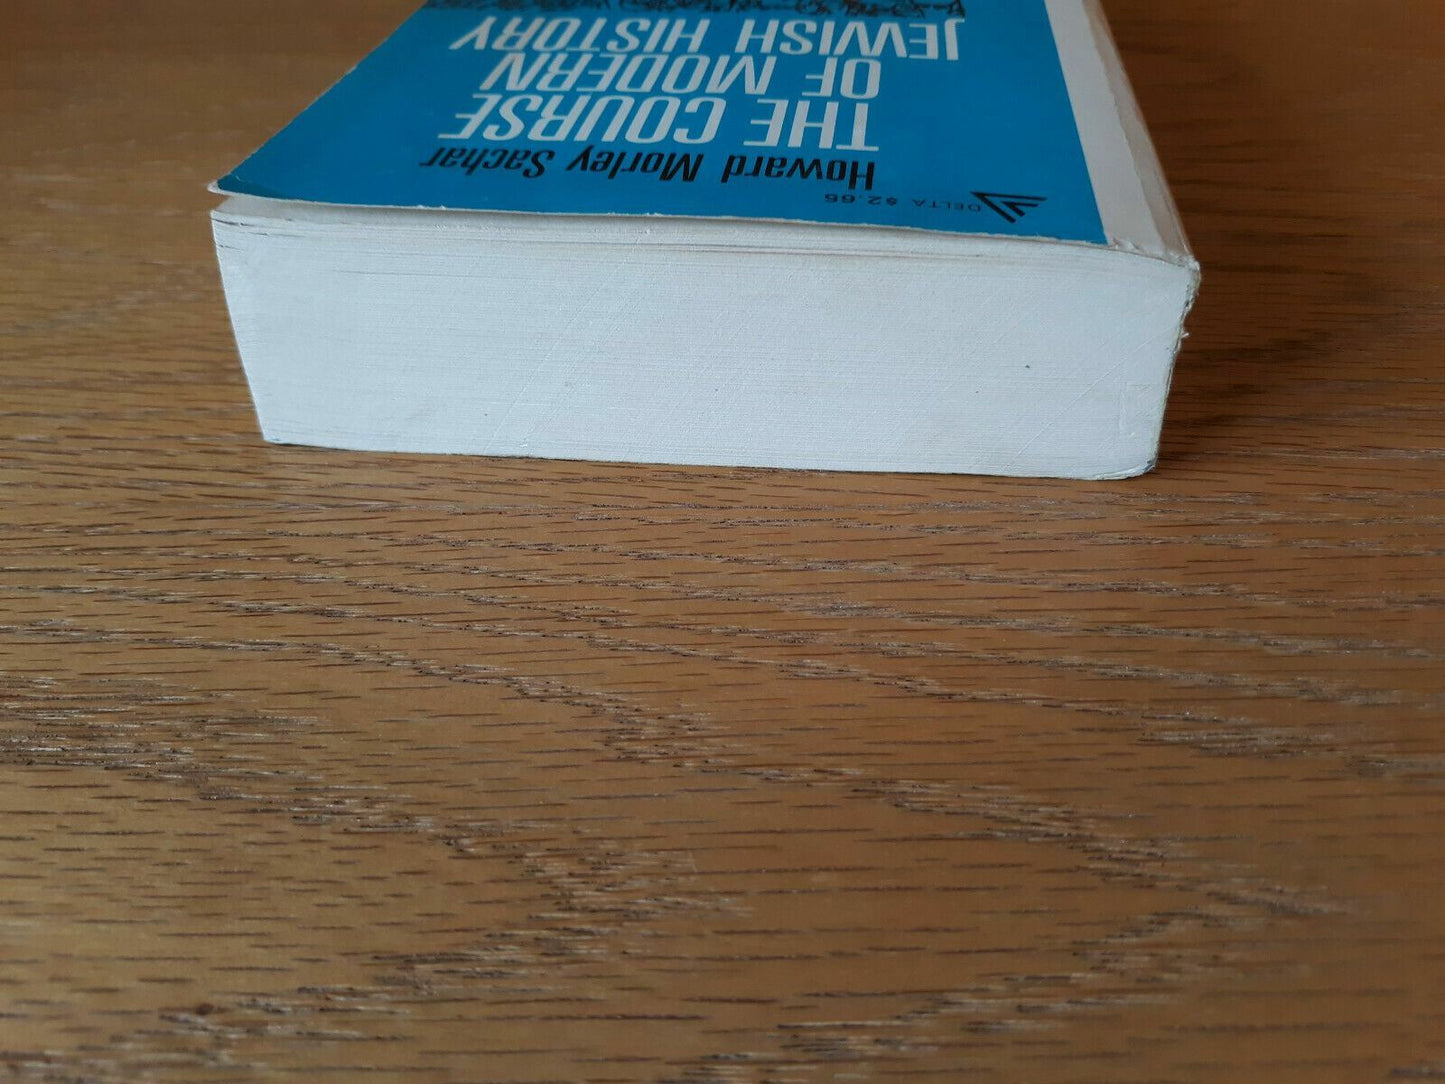 DELTA $2.65
Howard Morley Sachar
THE COURSE
OF MODERN
JEWISH HISTORY